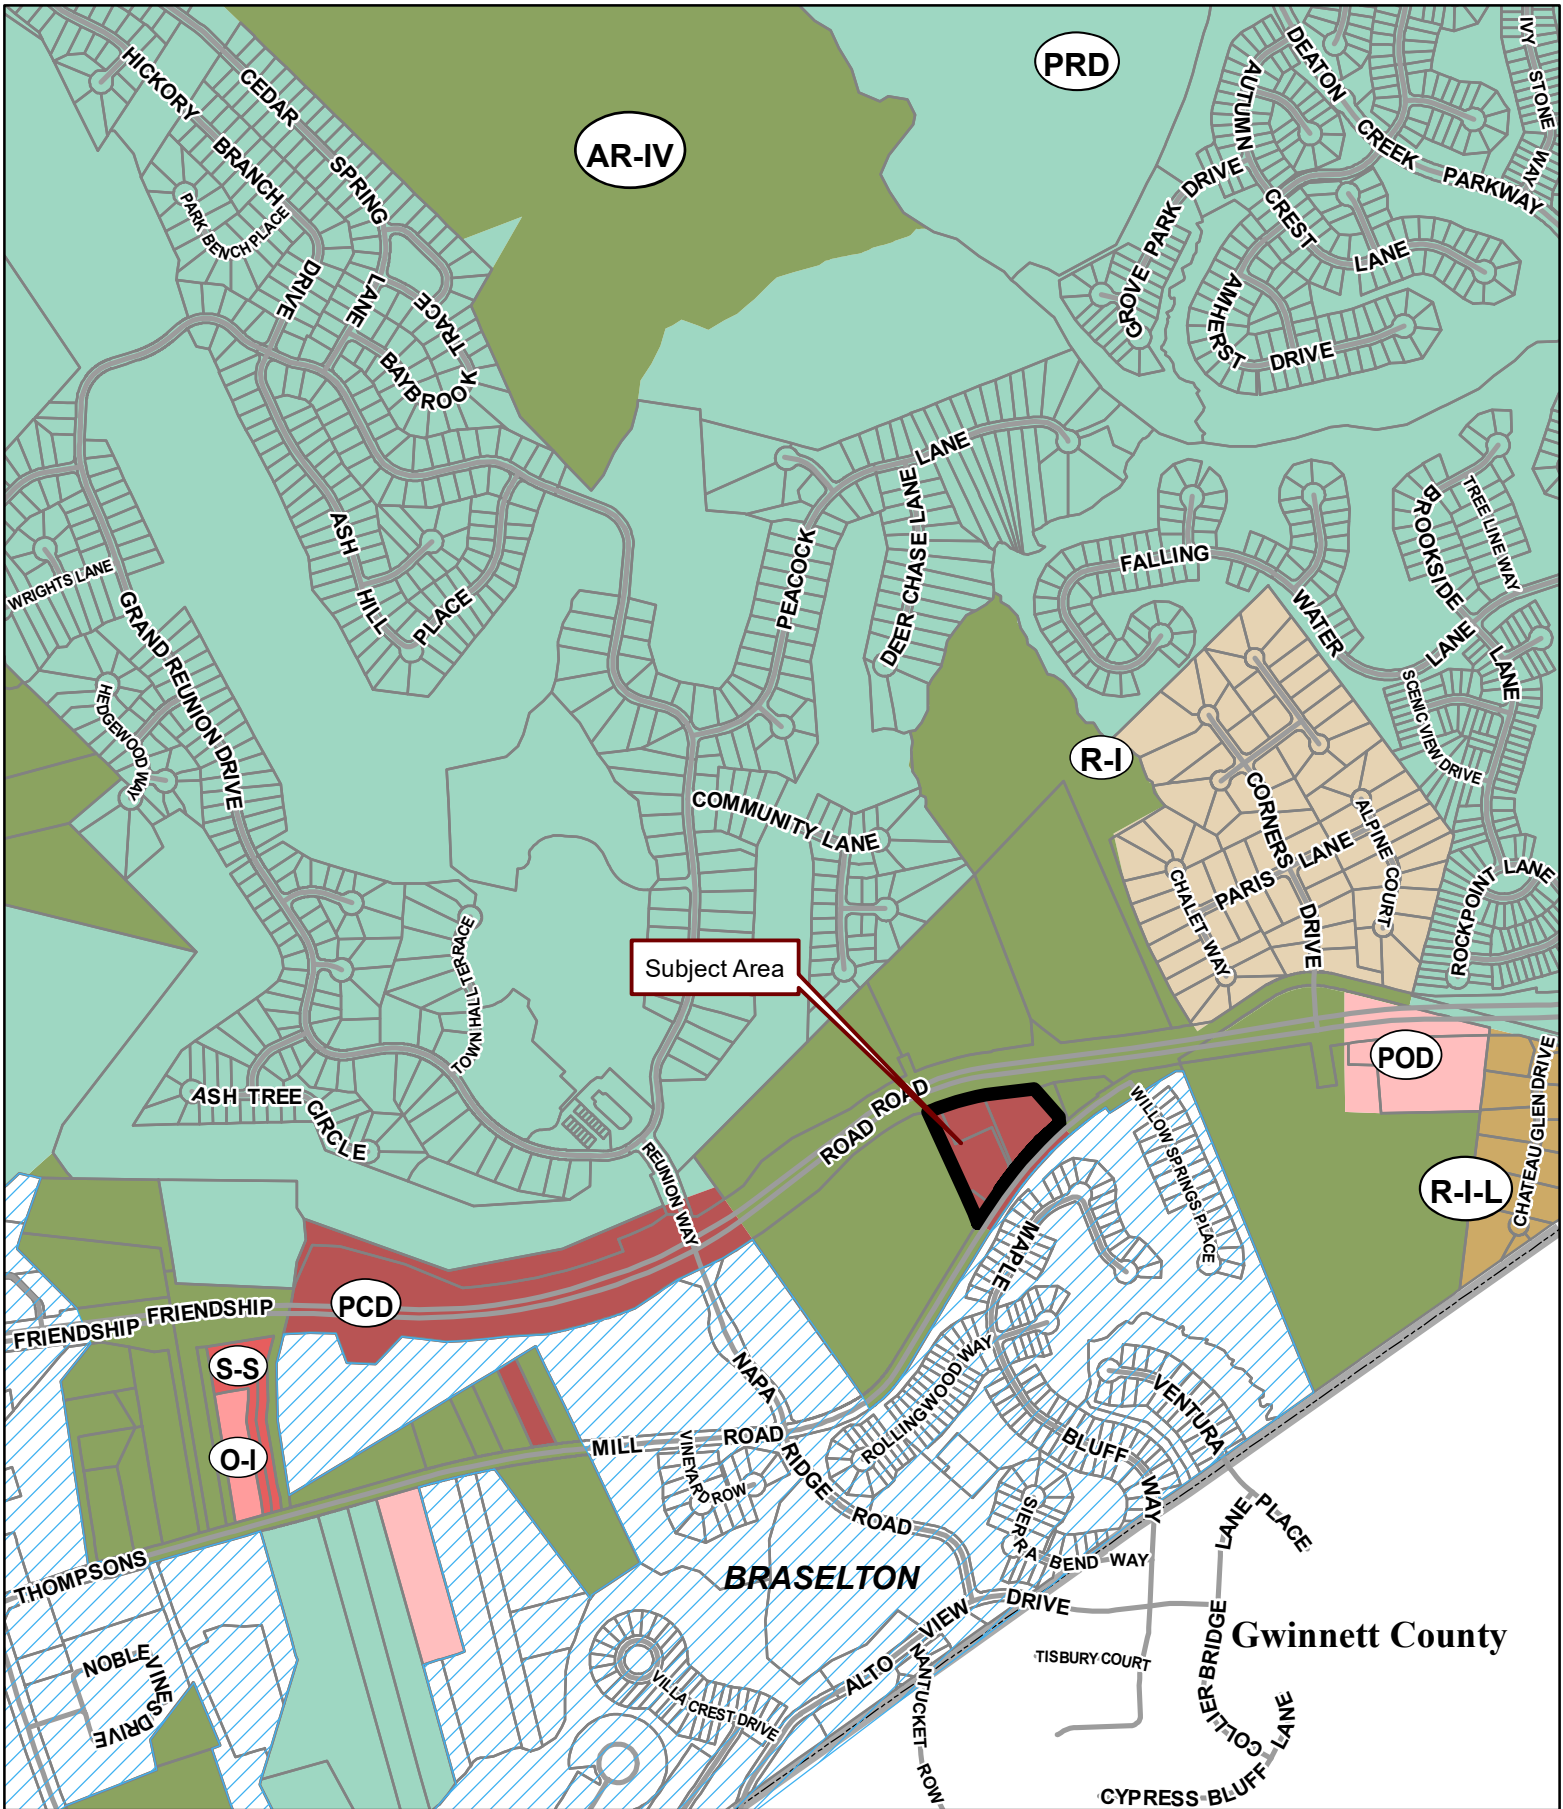 HICKORY BRANCH DRIVE
CEDAR SPRING LANE
PARK BENCH PLACE
BAYBROOK TRACE
AR-IV
PRD
DEATON CREEK PARKWAY
IVY STONE WAY
AUTUMN CREST LANE
GROVE PARK DRIVE
AMHERST DRIVE
WRIGHTS LANE
GRAND REUNION DRIVE
ASH HILL PLACE
HEDGEWOOD WAY
PEACOCK LANE
DEER CHASE LANE
FALLING WATER LANE
BROOKSIDE LANE
TREE LINE WAY
SCENIC VIEW DRIVE
R-I
COMMUNITY LANE
CORNERS DRIVE
PARIS LANE
ALPINE COURT
CHALET WAY
ROCKPOINT LANE
TOWN HALL TERRACE
Subject Area
ASH TREE CIRCLE
REUNION WAY
ROAD ROAD
POD
CHATEAU GLEN DRIVE
R-I-L
WILLOW SPRINGS PLACE
MAPLE BLUFF WAY
FRIENDSHIP FRIENDSHIP
PCD
S-S
O-I
NAPA RIDGE ROAD
ROLLINGWOOD WAY
VENTURA PLACE
THOMPSONS MILL ROAD
VINEYARD ROW
SIERRA BEND WAY
BRASELTON
ALTO VIEW DRIVE
COLLIER BRIDGE LANE
Gwinnett County
TISBURY COURT
NOBLE VINES DRIVE
VILLA CREST DRIVE
NANTUCKET ROW
CYPRESS BLUFF LANE